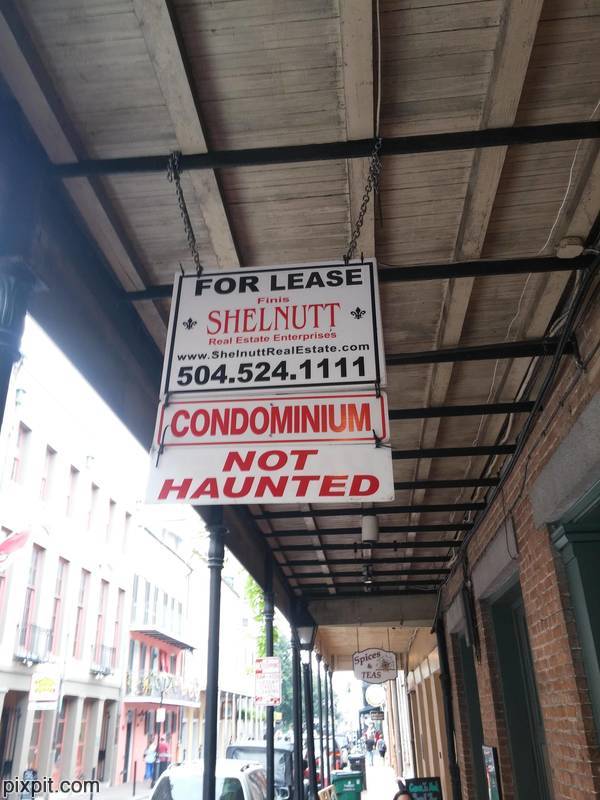 FOR LEASE
Finis
SHELNUTT
Real Estate Enterprises
www.ShelnuttRealEstate.com
504.524.1111
CONDOMINIUM
NOT
HAUNTED
Spices
& TEAS
pixpit.com